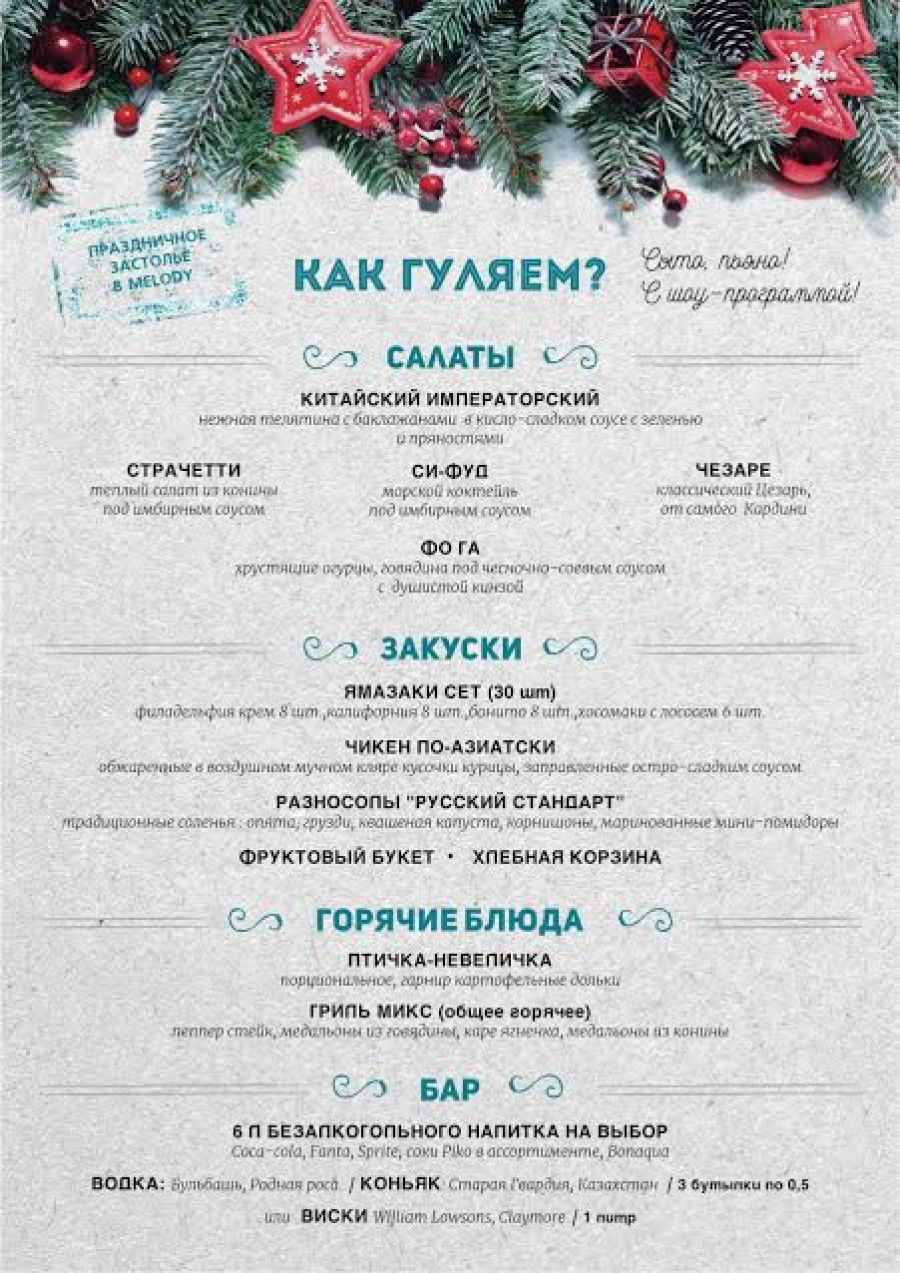 ПРАЗДНИЧНОЕ
ЗАСТОЛЬЕ
В MELODY
КАК ГУЛЯЕМ?
Сыто, пьяно!
С шоу-программой!
САЛАТЫ
КИТАЙСКИЙ ИМПЕРАТОРСКИЙ
нежная телятина с баклажанами в кисло-сладком соусе с зеленью
и пряностями
СТРАЧЕТТИ
теплый салат из конины
под имбирным соусом
СИ-ФУД
морской коктейль
под имбирным соусом
ЧЕЗАРЕ
классический Цезарь,
от самого Кардини
ФО ГА
хрустящие огурцы, говядина под чесночно-соевым соусом
с душистой кинзой
ЗАКУСКИ
ЯМАЗАКИ СЕТ (30 шт)
филадельфия крем 8 шт.,калифорния 8 шт.,бонито 8 шт.,хосомаки с лососем 6 шт.
ЧИКЕН ПО-АЗИАТСКИ
обжаренные в воздушном мучном кляре кусочки курицы, заправленные остро-сладким соусом
РАЗНОСОЛЫ "РУССКИЙ СТАНДАРТ"
традиционные соленья : опята, грузди, квашеная капуста, корнишоны, маринованные мини-помидоры
ФРУКТОВЫЙ БУКЕТ • ХЛЕБНАЯ КОРЗИНА
ГОРЯЧИЕ БЛЮДА
ПТИЧКА-НЕВЕЛИЧКА
порциональное, гарнир картофельные дольки
ГРИЛЬ МИКС (общее горячее)
пеппер стейк, медальоны из говядины, каре ягненка, медальоны из конины
БАР
6 Л БЕЗАЛКОГОЛЬНОГО НАПИТКА НА ВЫБОР
Coca-cola, Fanta, Sprite, соки Piko в ассортименте, Bonaqua
ВОДКА: Бульбашъ, Родная роса / КОНЬЯК Старая Гвардия, Казахстан / 3 бутылки по 0,5
или ВИСКИ William Lawsons, Claymore / 1 литр